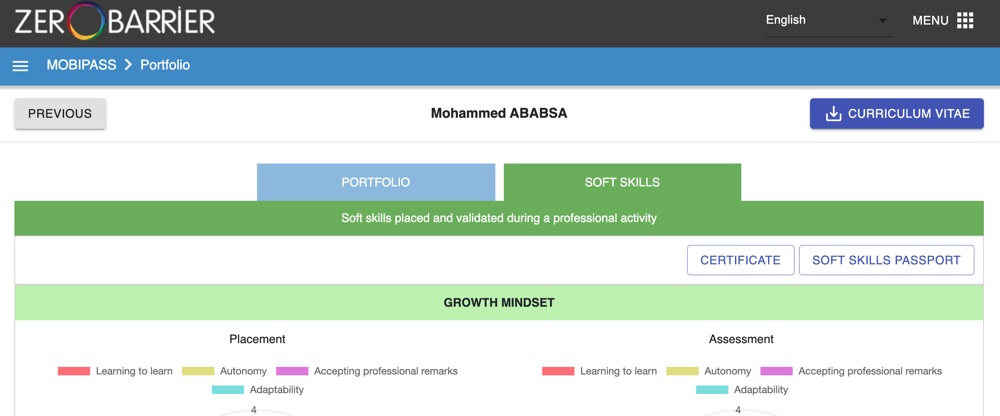 ZEROBARRIER
English
MENU
MOBIPASS > Portfolio
PREVIOUS
Mohammed ABABSA
CURRICULUM VITAE
PORTFOLIO
SOFT SKILLS
Soft skills placed and validated during a professional activity
CERTIFICATE
SOFT SKILLS PASSPORT
GROWTH MINDSET
Placement
Learning to learn Autonomy Accepting professional remarks
Adaptability
4
Assessment
Learning to learn Autonomy Accepting professional remarks
Adaptability
4